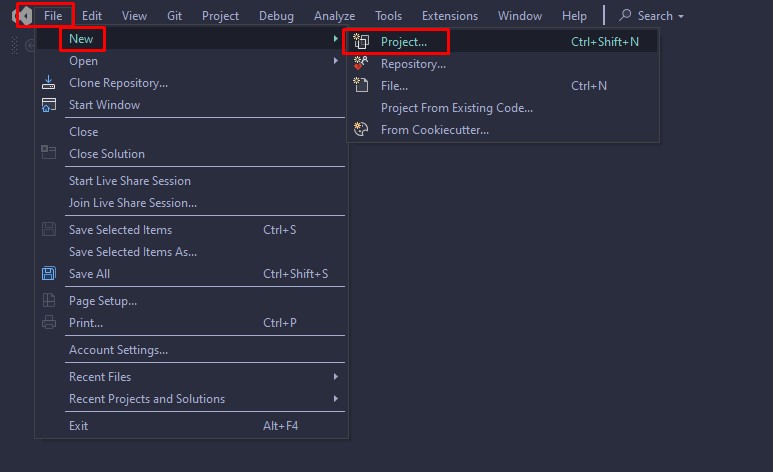 File Edit View Git Project Debug Analyze Tools Extensions Window Help Search
New
Project... Ctrl+Shift+N
Open
Repository...
Clone Repository...
File... Ctrl+N
Start Window
Project From Existing Code...
Close
From Cookiecutter...
Close Solution
Start Live Share Session
Join Live Share Session...
Save Selected Items Ctrl+S
Save Selected Items As...
Save All Ctrl+Shift+S
Page Setup...
Print... Ctrl+P
Account Settings...
Recent Files
Recent Projects and Solutions
Exit Alt+F4